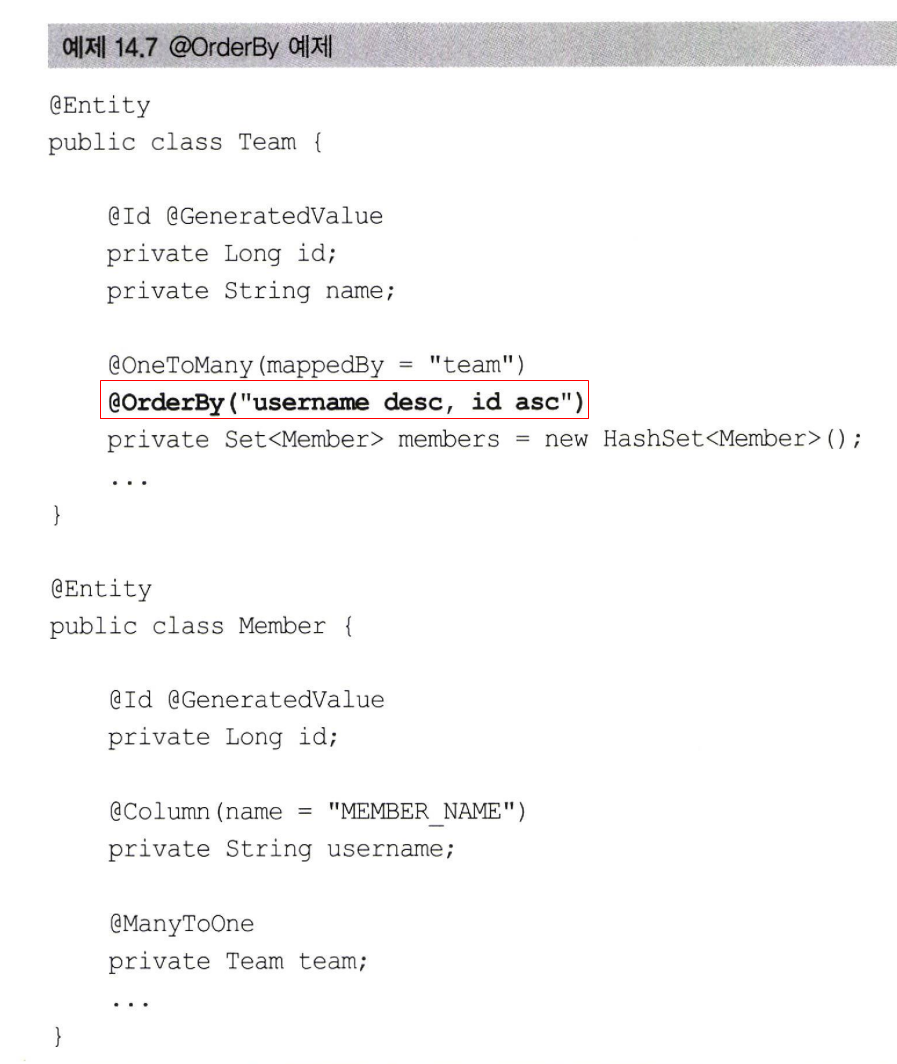 예제 14.7 @OrderBy 예제
@Entity
public class Team {
@Id @GeneratedValue
private Long id;
private String name;
@OneToMany(mappedBy = "team")
@OrderBy("username desc, id asc")
private Set<Member> members = new HashSet<Member>();
...
}
@Entity
public class Member {
@Id @GeneratedValue
private Long id;
@Column(name = "MEMBER_NAME")
private String username;
@ManyToOne
private Team team;
...
}